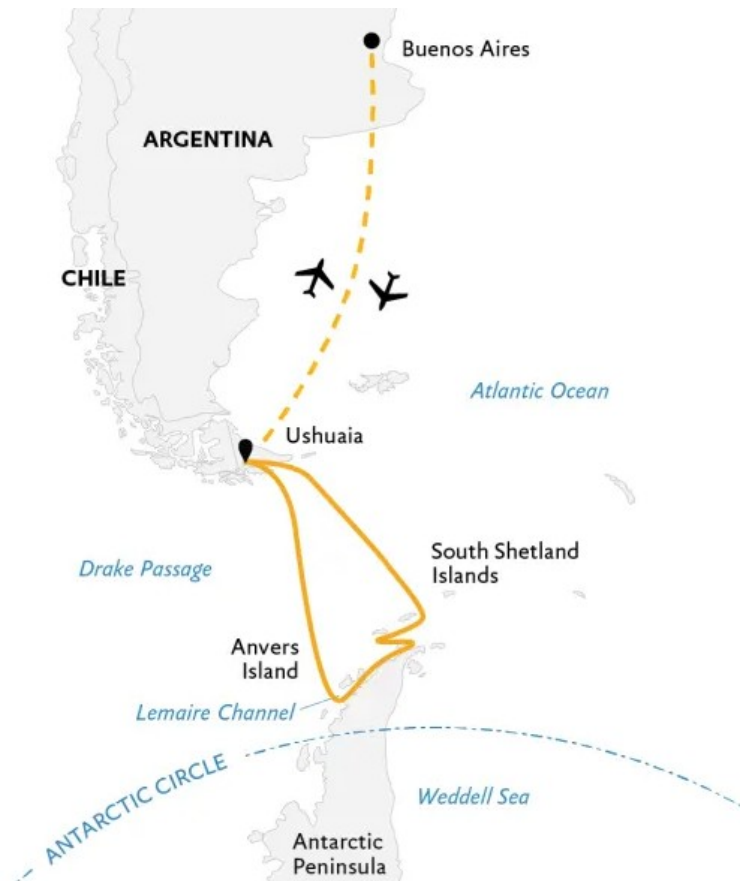 Buenos Aires
ARGENTINA
CHILE
Atlantic Ocean
Ushuaia
South Shetland
Islands
Drake Passage
Anvers
Island
Lemaire Channel
ANTARCTIC CIRCLE
Weddell Sea
Antarctic
Peninsula